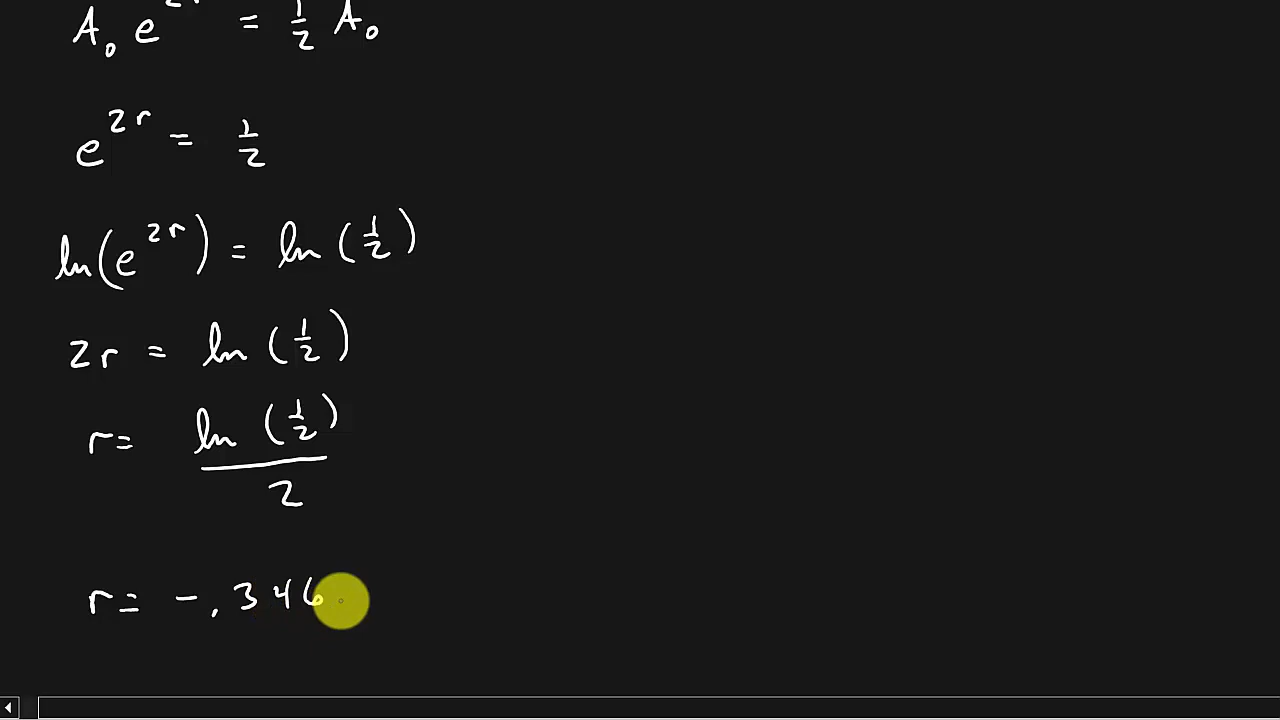 A₀ e^{2r} = 1/2 A₀
e^{2r} = 1/2
ln(e^{2r}) = ln(1/2)
2r = ln(1/2)
r = ln(1/2)/2
r = -.346